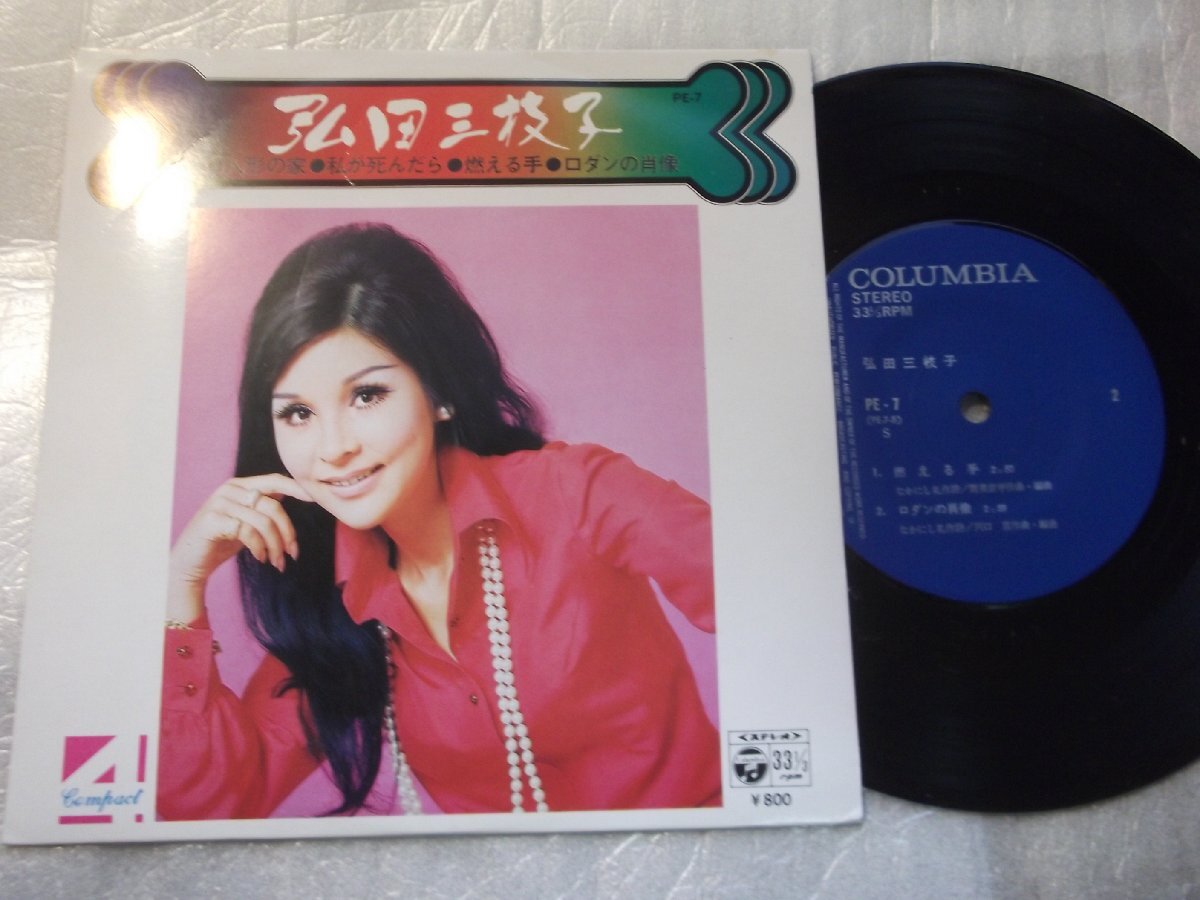 弘田三枝子
PE-7
人形の家●私が死んだら●燃える手●ロダンの肖像
4
Compact
<ステレオ>
33 1/3
rpm
¥800
COLUMBIA
STEREO
33⅓RPM
弘田三枝子
PE-7
2
S
1. 燃える手
2. ロダンの肖像